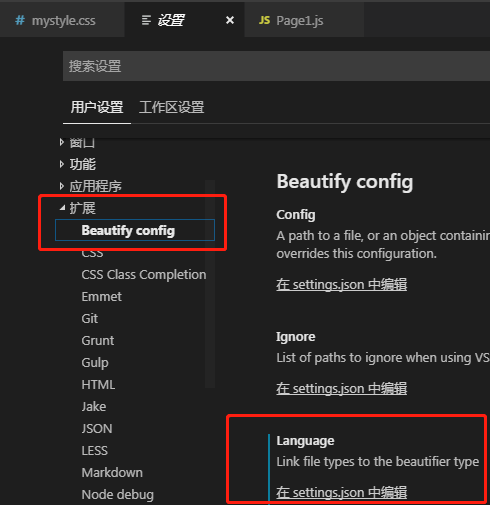 # mystyle.css
设置
×
JS Page1.js
搜索设置
用户设置
工作区设置
窗口
功能
应用程序
扩展
Beautify config
CSS
CSS Class Completion
Emmet
Git
Grunt
Gulp
HTML
Jake
JSON
LESS
Markdown
Node debug
Beautify config
Config
A path to a file, or an object containin
overrides this configuration.
在 settings.json 中编辑
Ignore
List of paths to ignore when using VS
在 settings.json 中编辑
Language
Link file types to the beautifier type
在 settings.json 中编辑